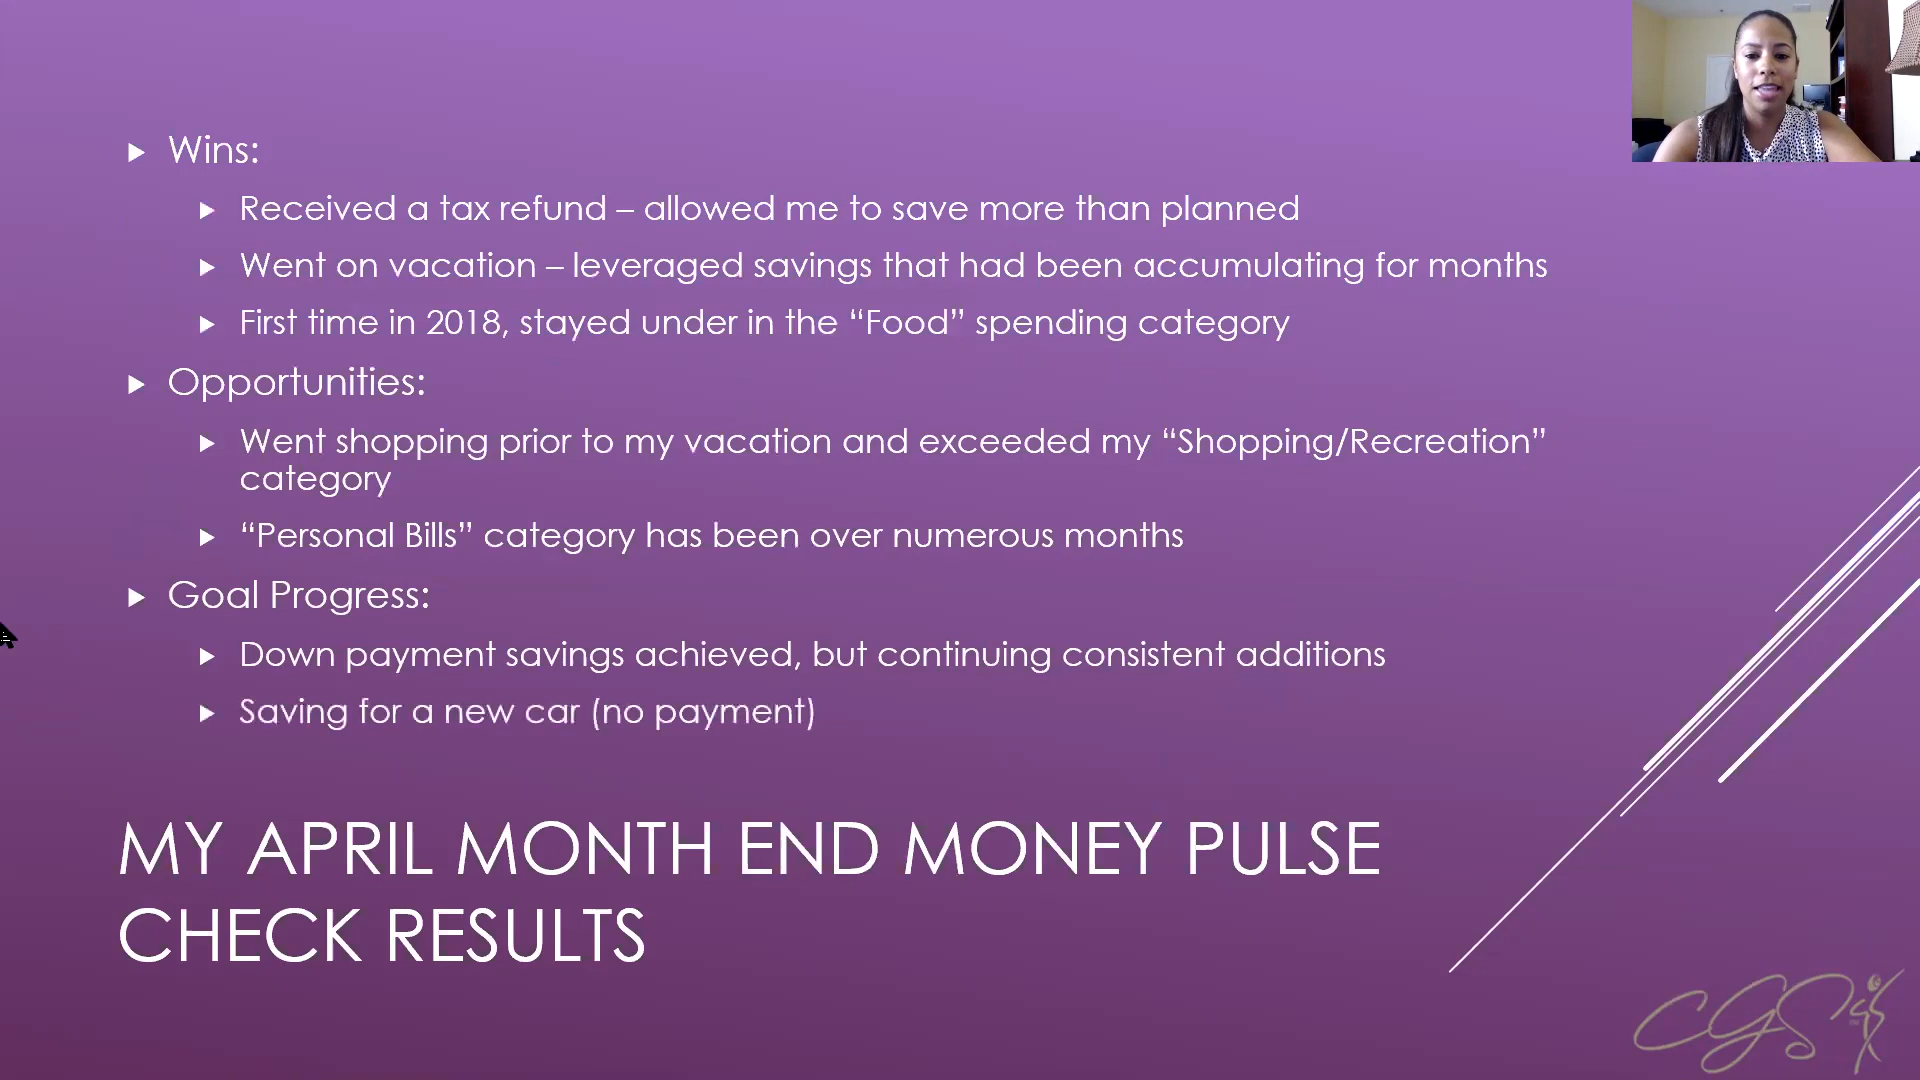 Wins:
Received a tax refund – allowed me to save more than planned
Went on vacation – leveraged savings that had been accumulating for months
First time in 2018, stayed under in the “Food” spending category
Opportunities:
Went shopping prior to my vacation and exceeded my “Shopping/Recreation”
category
“Personal Bills” category has been over numerous months
Goal Progress:
Down payment savings achieved, but continuing consistent additions
Saving for a new car (no payment)
MY APRIL MONTH END MONEY PULSE
CHECK RESULTS
CGS